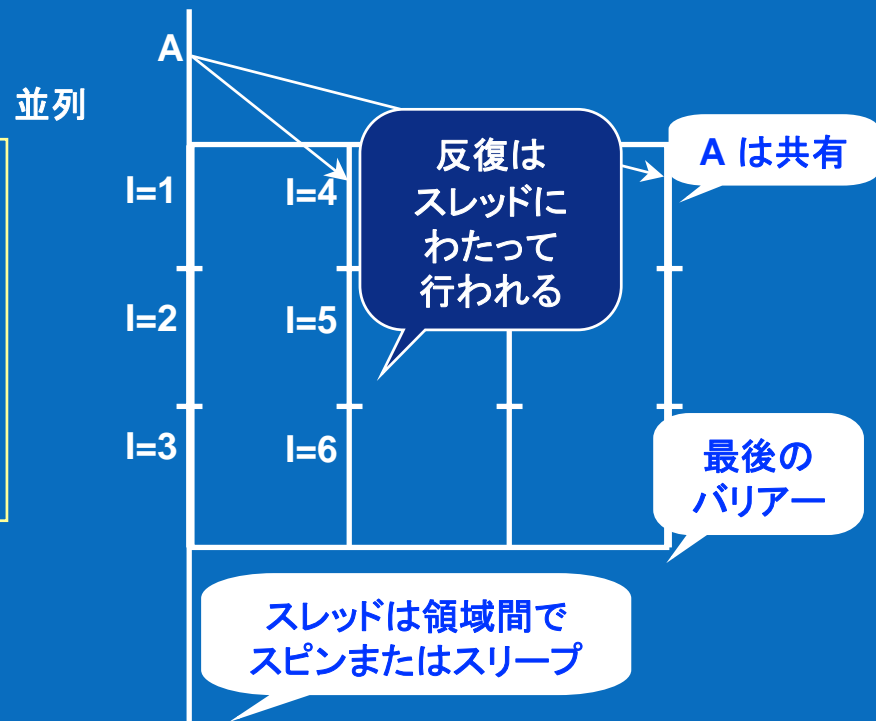 A
並列
反復は
スレッドに
わたって
行われる
A は共有
I=1
I=4
I=2
I=5
I=3
I=6
最後の
バリアー
スレッドは領域間で
スピンまたはスリープ